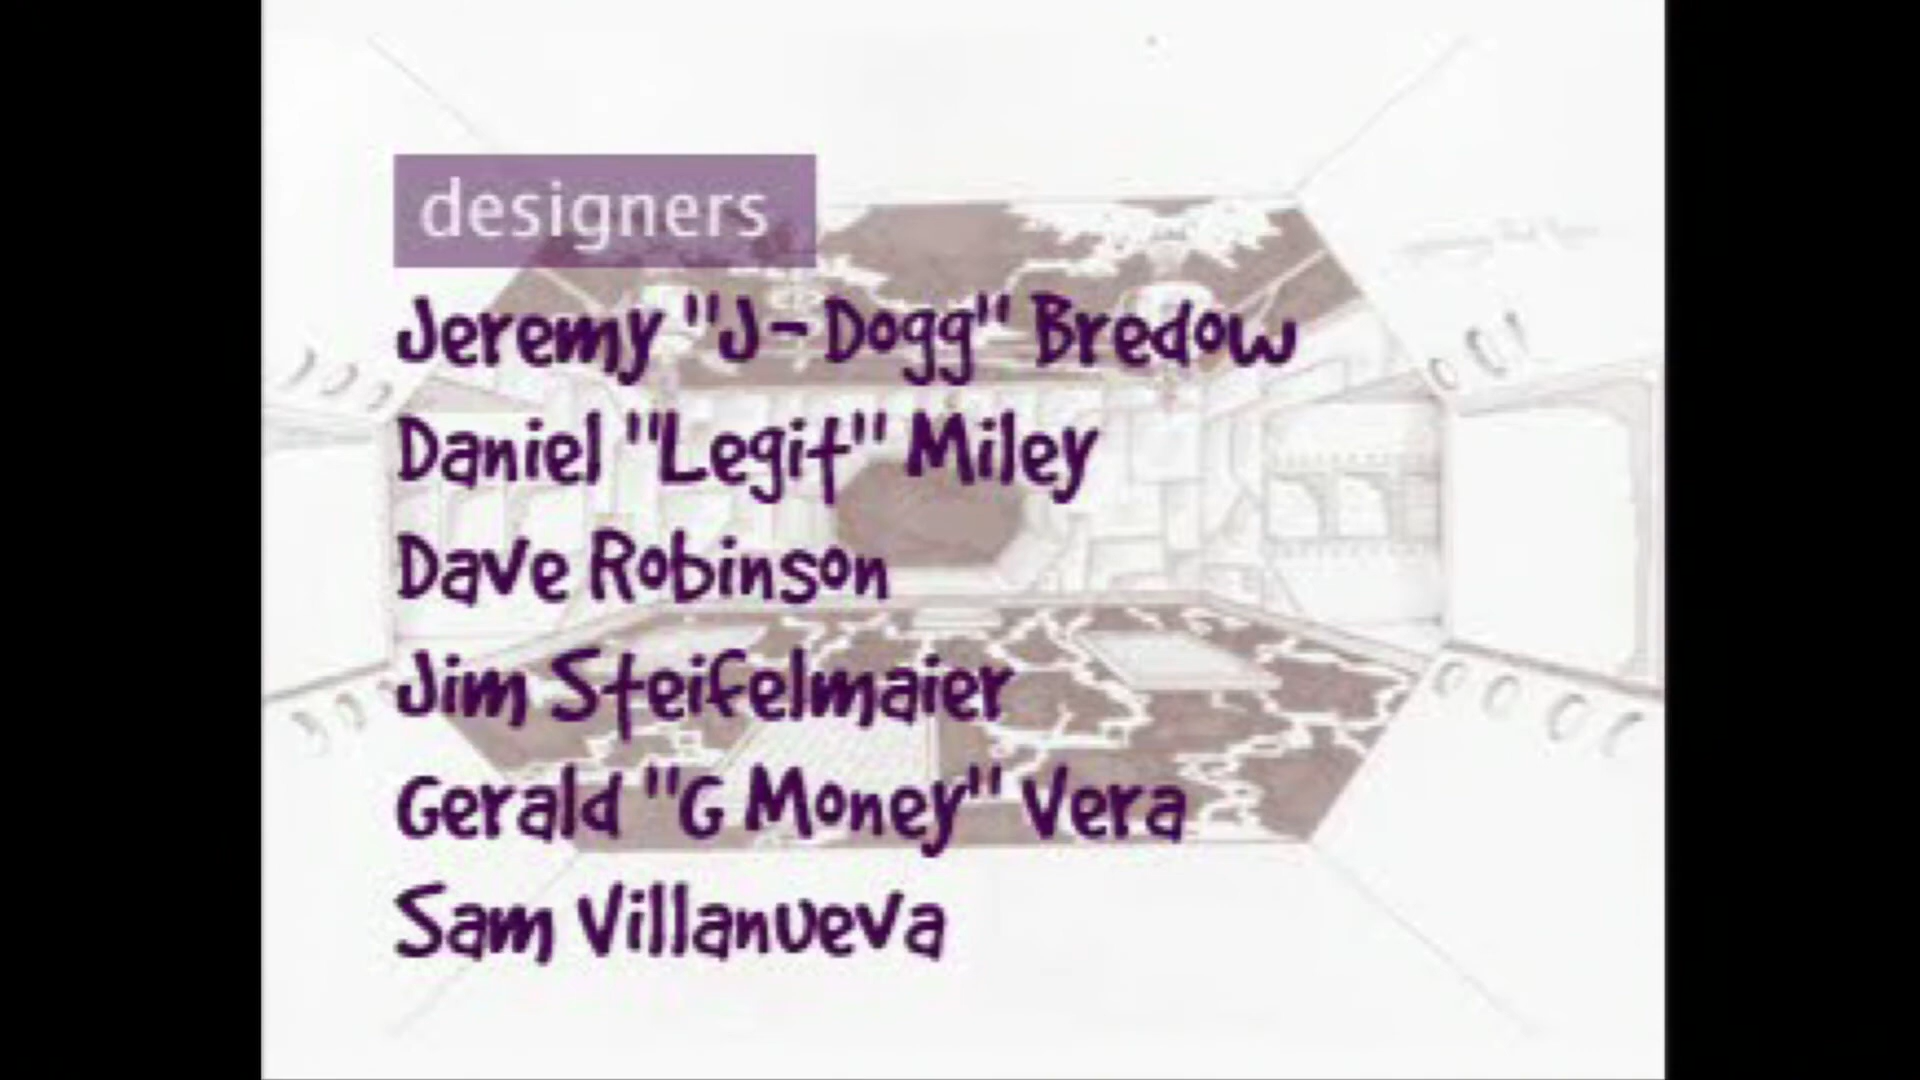 designers
Jeremy "J-Dogg" Bredow
Daniel "Legit" Miley
Dave Robinson
Jim Steifelmaier
Gerald "G Money" Vera
Sam Villanueva